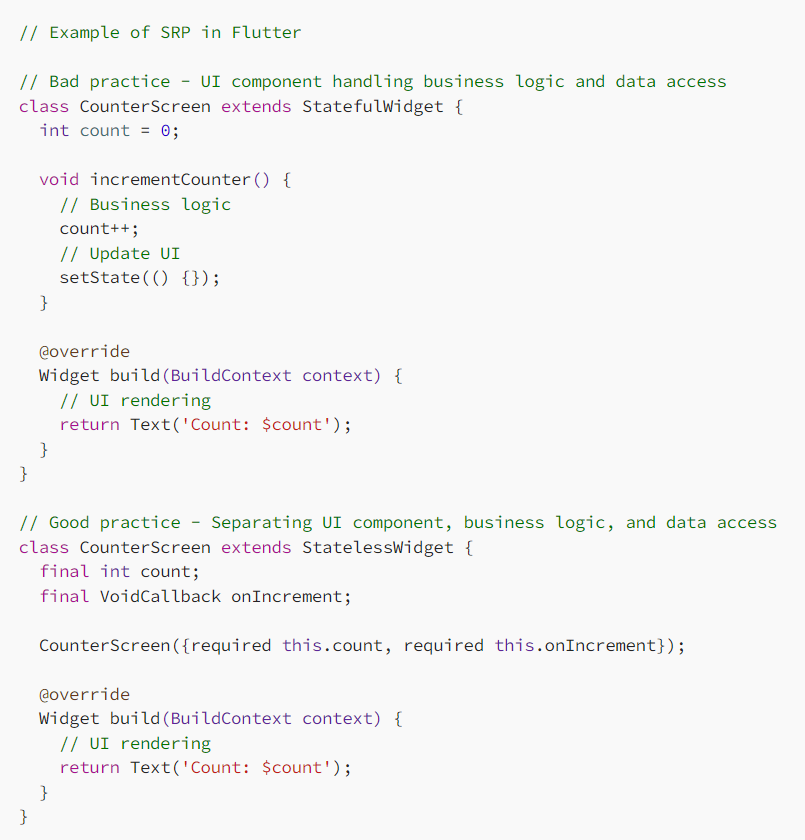 // Example of SRP in Flutter
// Bad practice - UI component handling business logic and data access
class CounterScreen extends StatefulWidget {
  int count = 0;
  void incrementCounter() {
    // Business logic
    count++;
    // Update UI
    setState(() {});
  }
  @override
  Widget build(BuildContext context) {
    // UI rendering
    return Text('Count: $count');
  }
}
// Good practice - Separating UI component, business logic, and data access
class CounterScreen extends StatelessWidget {
  final int count;
  final VoidCallback onIncrement;
  CounterScreen({required this.count, required this.onIncrement});
  @override
  Widget build(BuildContext context) {
    // UI rendering
    return Text('Count: $count');
  }
}